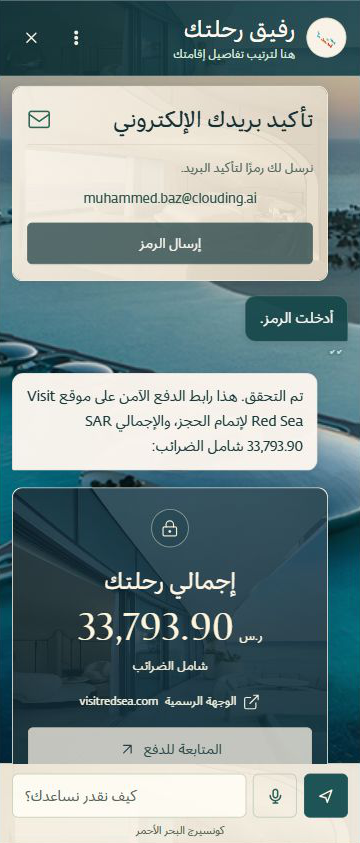 رفيق رحلتك
هنا لترتيب تفاصيل إقامتك
تأكيد بريدك الإلكتروني
نرسل لك رمزًا لتأكيد البريد.
muhammed.baz@clouding.ai
إرسال الرمز
أدخلت الرمز.
تم التحقق. هذا رابط الدفع الآمن على موقع Visit
Red Sea لإتمام الحجز، والإجمالي SAR
33,793.90 شامل الضرائب:
إجمالي رحلتك
33,793.90 ر.س
شامل الضرائب
الوجهة الرسمية visitredsea.com
المتابعة للدفع
كيف نقدر نساعدك؟
كونسيرج البحر الأحمر